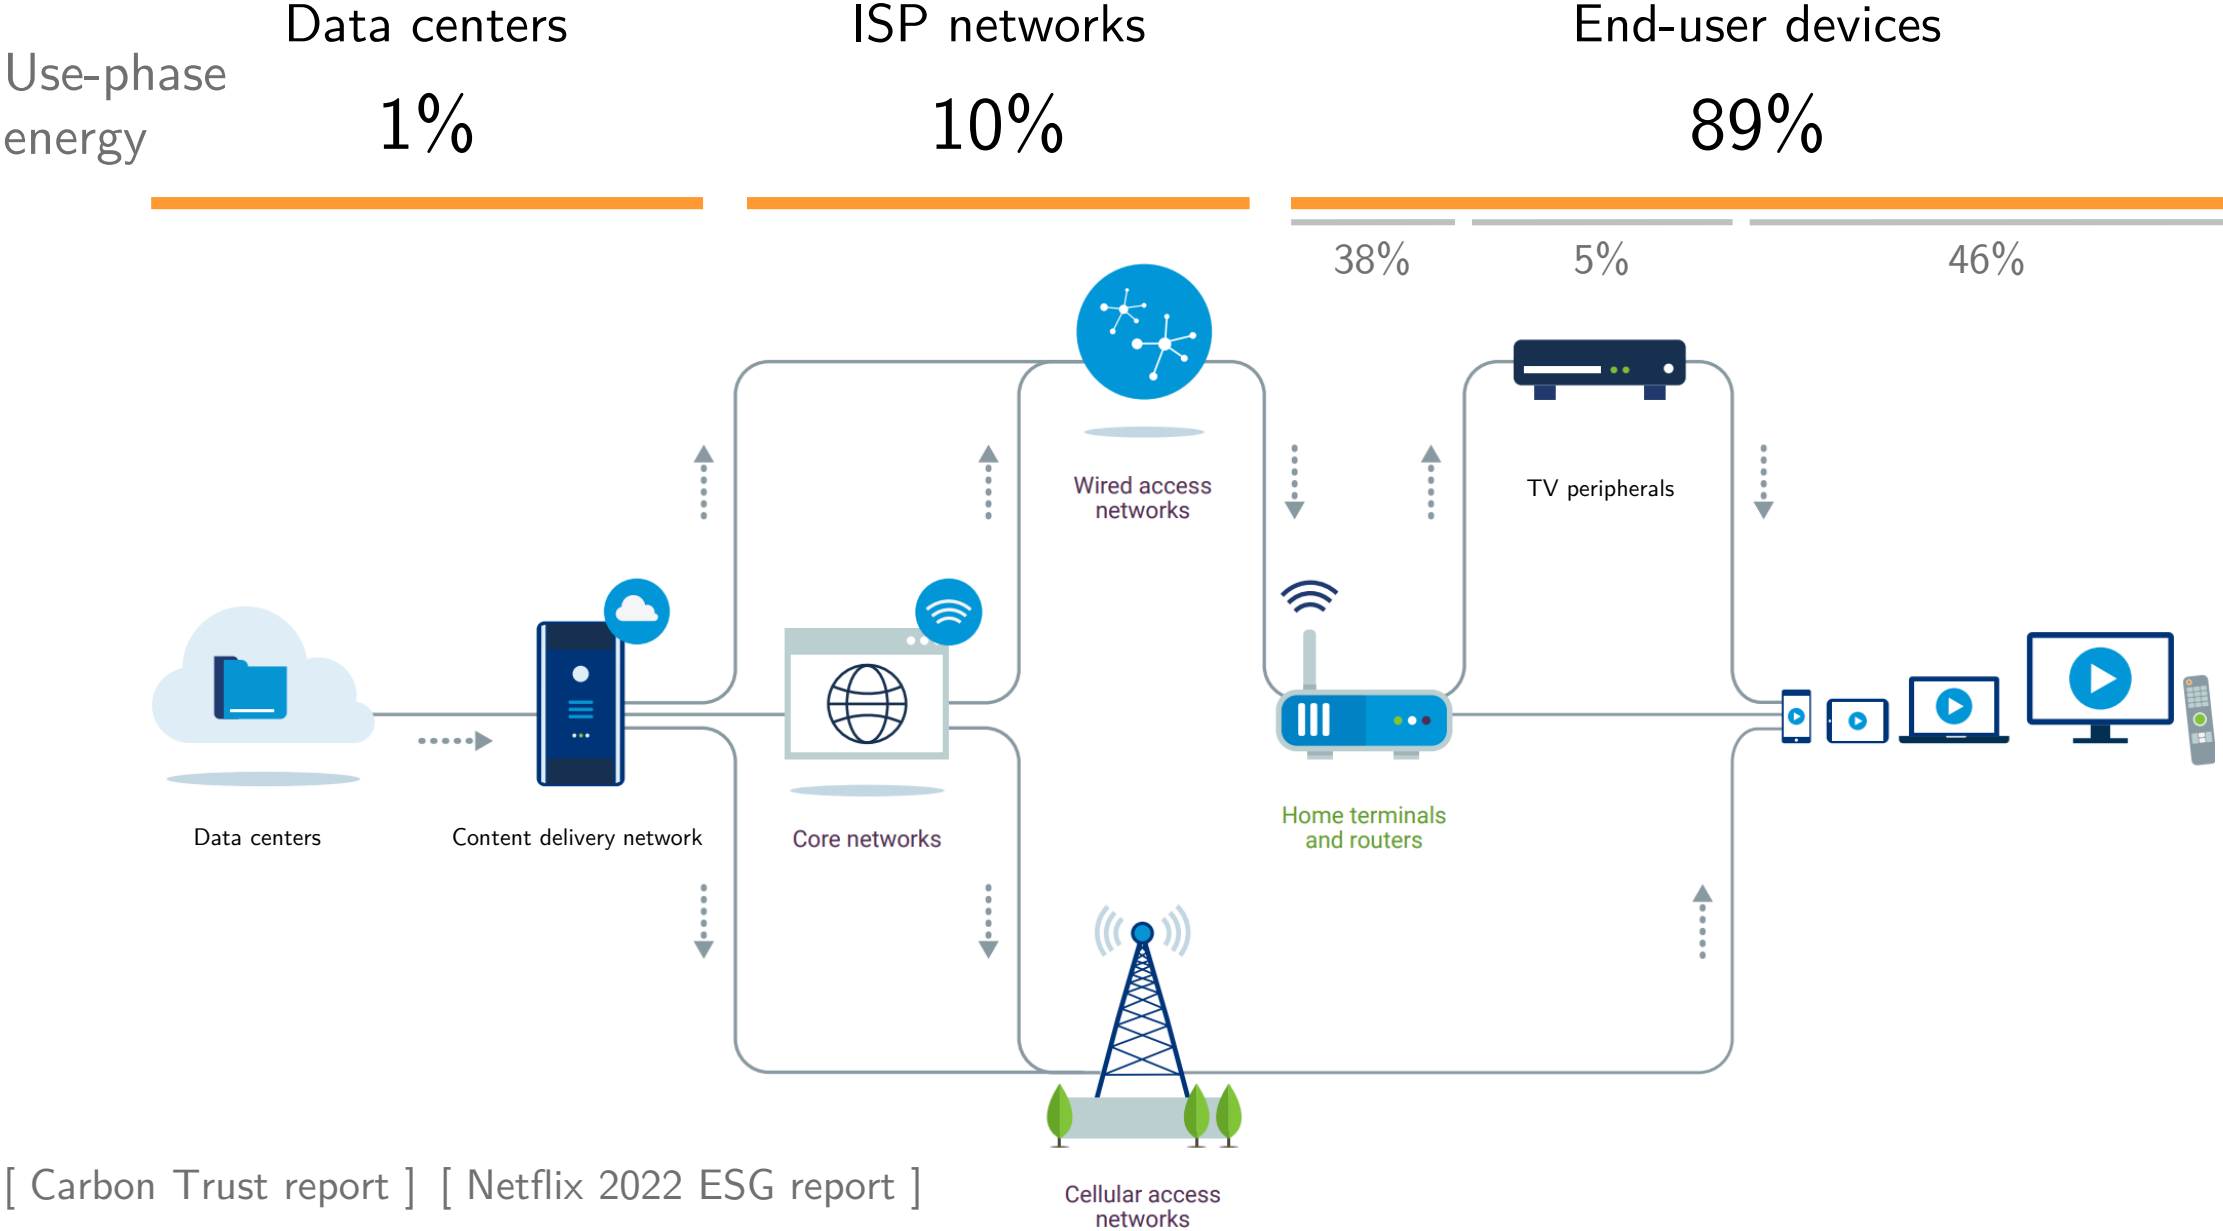 Data centers
ISP networks
End-user devices
Use-phase
energy
1%
10%
89%
38%
5%
46%
Wired access
networks
TV peripherals
Data centers
Content delivery network
Core networks
Home terminals
and routers
[ Carbon Trust report ] [ Netflix 2022 ESG report ]
Cellular access
networks